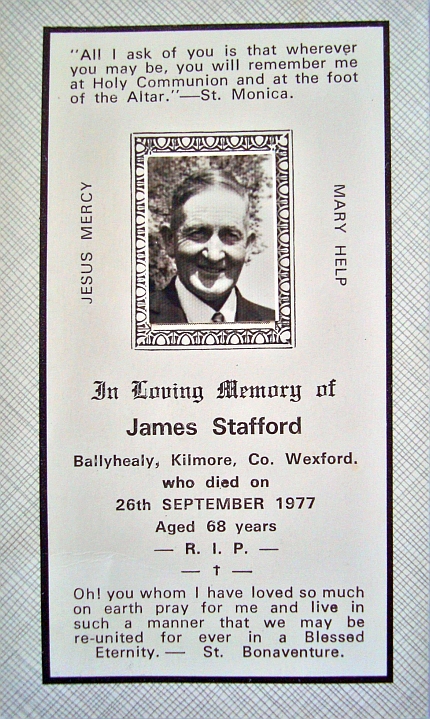 "All I ask of you is that wherever
you may be, you will remember me
at Holy Communion and at the foot
of the Altar."—St. Monica.
JESUS MERCY
MARY HELP
In Loving Memory of
James Stafford
Ballyhealy, Kilmore, Co. Wexford.
who died on
26th SEPTEMBER 1977
Aged 68 years
— R. I. P. —
— † —
Oh! you whom I have loved so much
on earth pray for me and live in
such a manner that we may be
re-united for ever in a Blessed
Eternity. — St. Bonaventure.